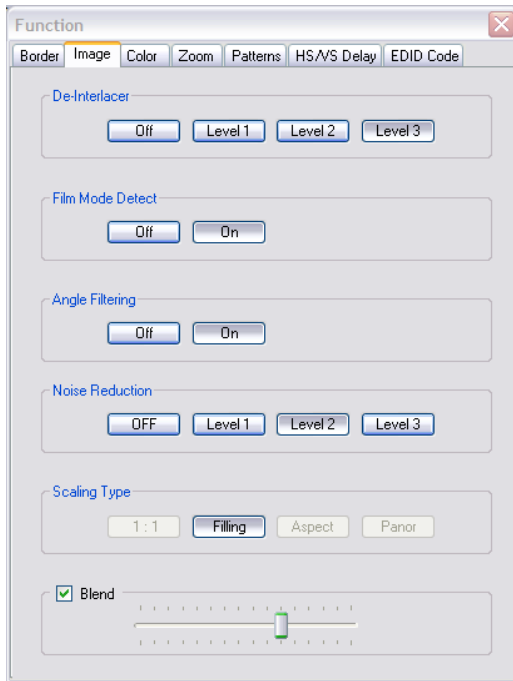 Function
Border Image Color Zoom Patterns HS/VS Delay EDID Code
De-Interlacer
Off Level 1 Level 2 Level 3
Film Mode Detect
Off On
Angle Filtering
Off On
Noise Reduction
OFF Level 1 Level 2 Level 3
Scaling Type
1 : 1 Filling Aspect Panor
Blend